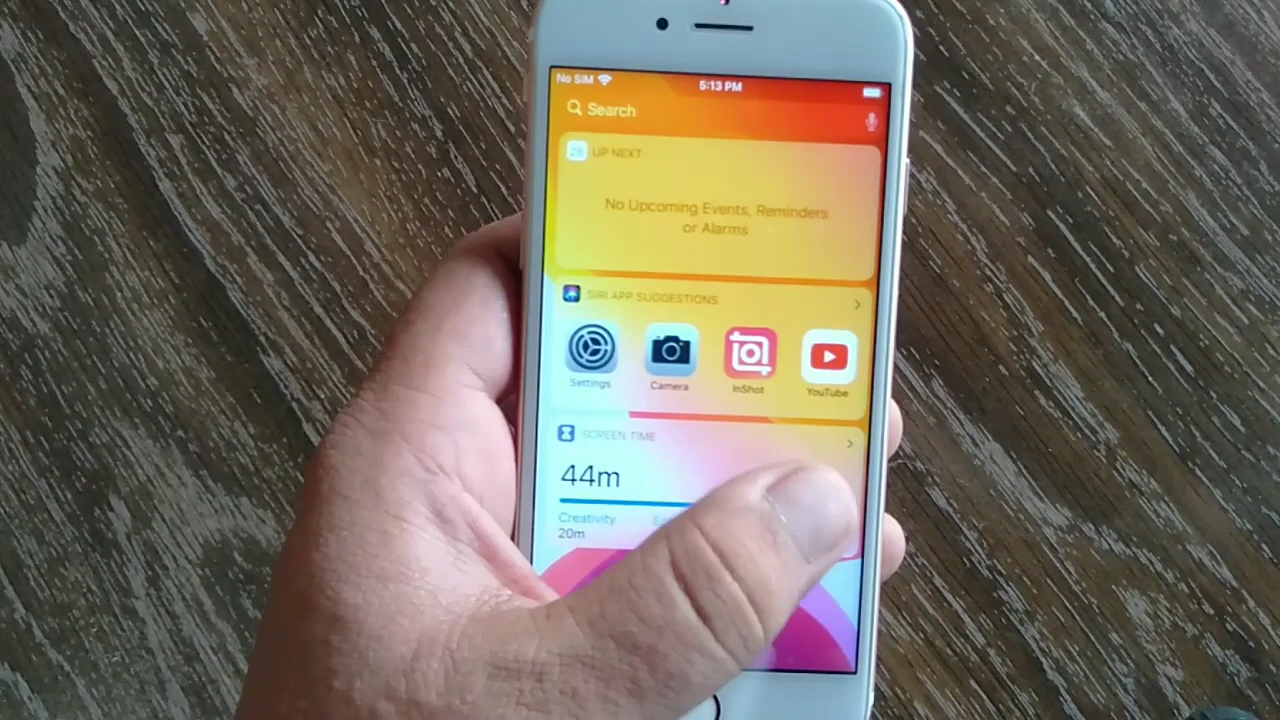 No SIM
5:13 PM
Search
28 UP NEXT
No Upcoming Events, Reminders
or Alarms
SIRI APP SUGGESTIONS
Settings Camera InShot YouTube
SCREEN TIME
44m
Creativity
20m